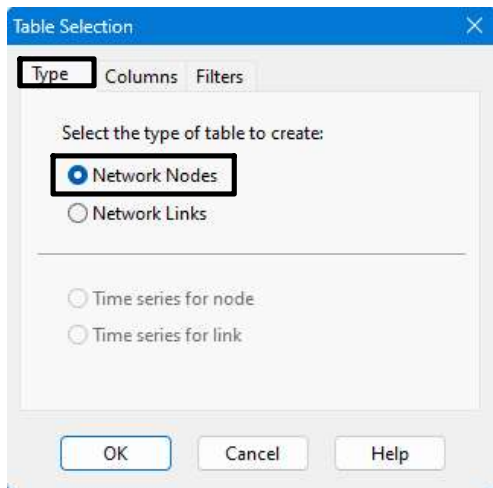 Table Selection
Type Columns Filters
Select the type of table to create:
Network Nodes
Network Links
Time series for node
Time series for link
OK Cancel Help